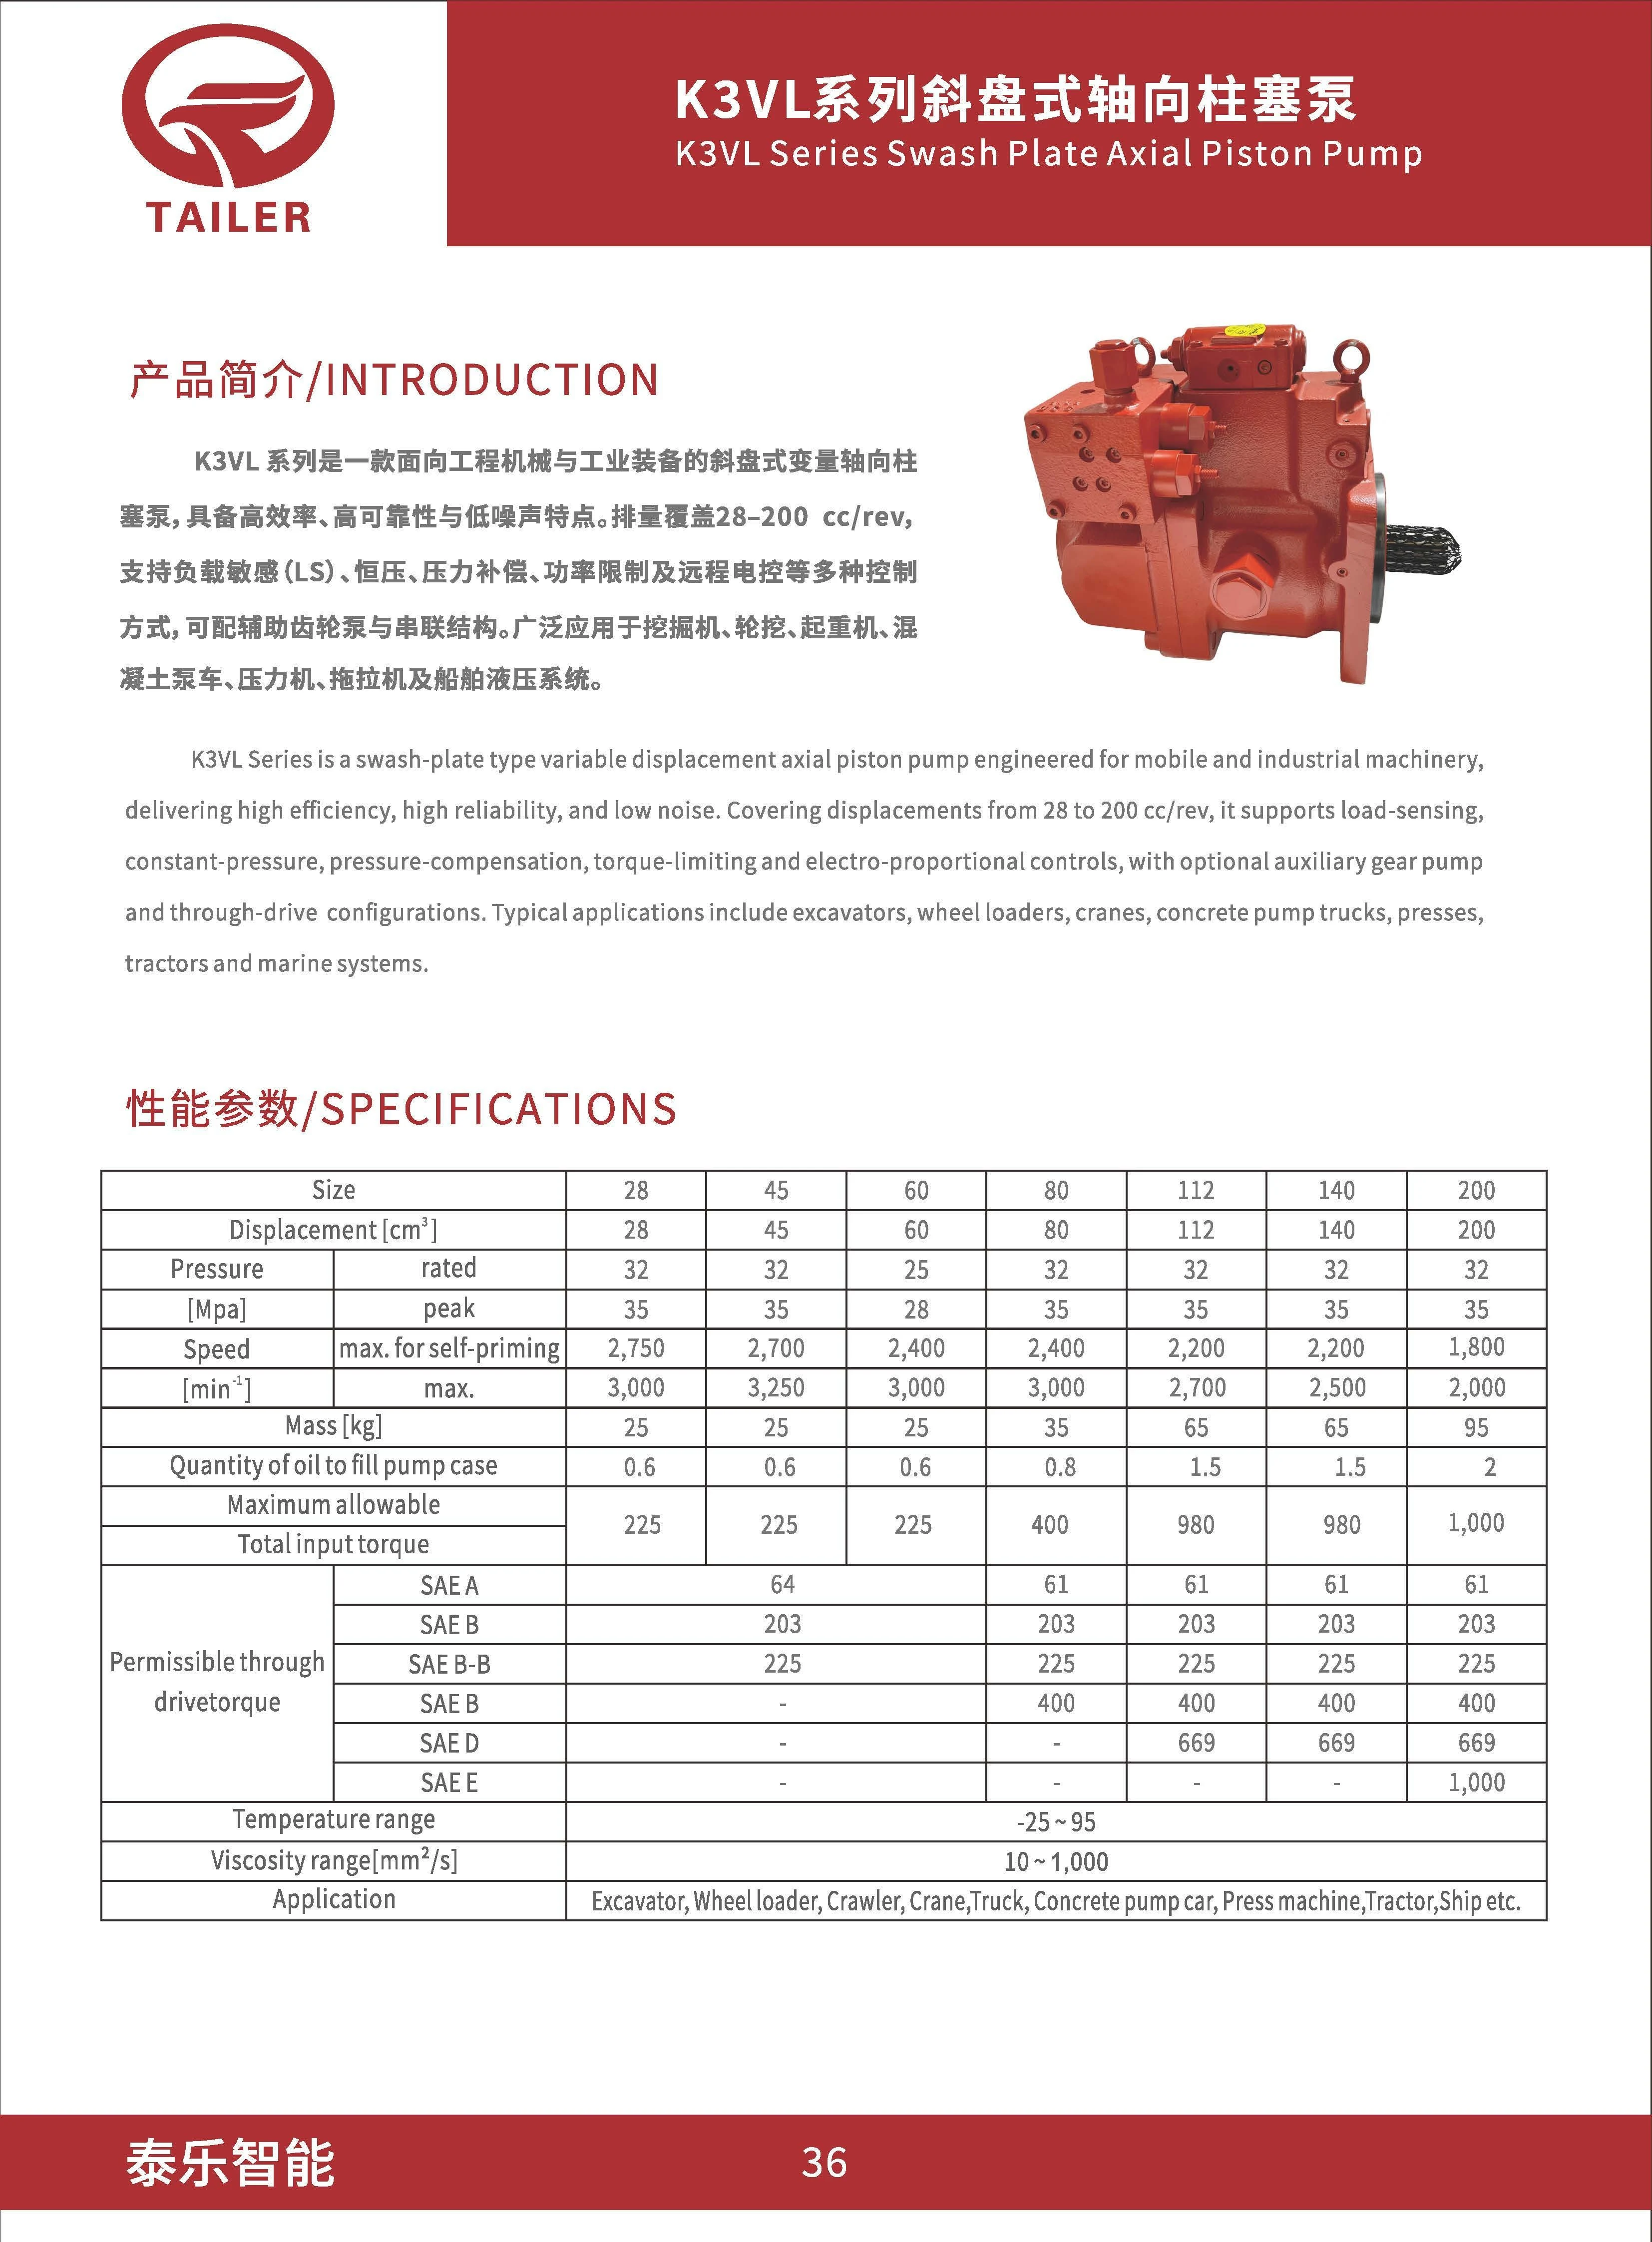 TAILER
K3VL系列斜盘式轴向柱塞泵
K3VL Series Swash Plate Axial Piston Pump
产品简介/INTRODUCTION
K3VL 系列是一款面向工程机械与工业装备的斜盘式变量轴向柱
塞泵，具备高效率、高可靠性与低噪声特点。排量覆盖28–200 cc/rev，
支持负载敏感（LS）、恒压、压力补偿、功率限制及远程电控等多种控制
方式，可配辅助齿轮泵与串联结构。广泛应用于挖掘机、轮挖、起重机、混
凝土泵车、压力机、拖拉机及船舶液压系统。
K3VL Series is a swash-plate type variable displacement axial piston pump engineered for mobile and industrial machinery,
delivering high efficiency, high reliability, and low noise. Covering displacements from 28 to 200 cc/rev, it supports load-sensing,
constant-pressure, pressure-compensation, torque-limiting and electro-proportional controls, with optional auxiliary gear pump
and through-drive configurations. Typical applications include excavators, wheel loaders, cranes, concrete pump trucks, presses,
tractors and marine systems.
性能参数/SPECIFICATIONS
Size 28 45 60 80 112 140 200
Displacement [cm³] 28 45 60 80 112 140 200
Pressure rated 32 32 25 32 32 32 32
[Mpa] peak 35 35 28 35 35 35 35
Speed max. for self-priming 2,750 2,700 2,400 2,400 2,200 2,200 1,800
[min⁻¹] max. 3,000 3,250 3,000 3,000 2,700 2,500 2,000
Mass [kg] 25 25 25 35 65 65 95
Quantity of oil to fill pump case 0.6 0.6 0.6 0.8 1.5 1.5 2
Maximum allowable
Total input torque 225 225 225 400 980 980 1,000
Permissible through
drivetorque
SAE A 64 61 61 61 61
SAE B 203 203 203 203 203
SAE B-B 225 225 225 225 225
SAE B - 400 400 400 400
SAE D - - 669 669 669
SAE E - - - - 1,000
Temperature range -25 ~ 95
Viscosity range[mm²/s] 10 ~ 1,000
Application Excavator, Wheel loader, Crawler, Crane,Truck, Concrete pump car, Press machine,Tractor,Ship etc.
泰乐智能
36